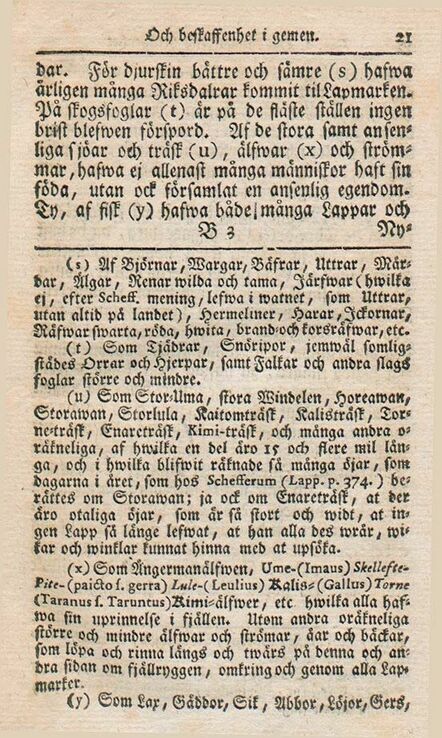 Och beskaffenhet i gemen. 21
dar. För djurskin bättre och sämre (s) hafwa
årligen många Riksdalrar kommit til Lapmarken.
På skogsfoglar (t) är på de fläste ställen ingen
brist blefwen förspord. Af de stora samt ansen-
liga sjöar och träsk (u), älfwar (x) och ström-
mar, hafwa ej allenast många människor haft sin
föda, utan ock församlat en ansenlig egendom.
Ty, af fisk (y) hafwa både många Lappar och
B 3 Ny-
(s) Af Björnar, Wargar, Bäfrar, Uttrar, Mår-
dar, Älgar, Renar wilda och tama, Järfwar (hwilka
ej, efter Scheff. mening, lefwa i watnet, som Uttrar,
utan altid på landet), Hermeliner, Harar, Ickornar,
Räfwar swarta, röda, hwita, brand- och korsräfwar, etc.
(t) Som Tjädrar, Snöripor, jemwäl somlig-
städes Orrar och Hjerpar, samt Falkar och andra slags
foglar större och mindre.
(u) Som Stor-Uma, stora Windelen, Horeawan,
Storawan, Storlula, Kaitomträsk, Kalisträsk, Tor-
ne-träsk, Enareträsk, Kimi-träsk, och många andra o-
räkneliga, af hwilka en del äro 15 och flere mil lån-
ga, och i hwilka blifwit räknade så många öjar, som
dagarna i året, som hos Schefferum (Lapp. p. 374.) be-
rättes om Storawan; ja ock om Enareträsk, at der
äro otaliga öjar, som är så stort och widt, at in-
gen Lapp så länge lefwat, at han alla des wrår, wi-
kar och winklar kunnat hinna med at upsöka.
(x) Som Ångermanälfwen, Ume-(Imaus) Skellefte-
Pite-(paicto s. gerra) Lule-(Leulius) Kalis-(Gallus) Torne
(Taranus s. Taruntus) Kimi-älfwer, etc hwilka alla haf-
wa sin uprinnelse i fjällen. Utom andra oräkneliga
större och mindre älfwar och strömar, åar och bäckar,
som löpa och rinna långs och twärs på denna och an-
dra sidan om fjällryggen, omkring och genom alla Lap-
marker.
(y) Som Lax, Gäddor, Sik, Abbor, Löjor, Gers,